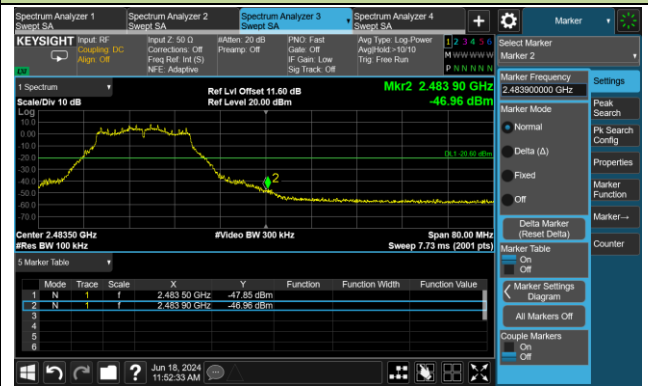 Spectrum Analyzer 1
Swept SA
Spectrum Analyzer 2
Swept SA
Spectrum Analyzer 3
Swept SA
Spectrum Analyzer 4
Swept SA
+
Marker
KEYSIGHT
Input: RF
Coupling: DC
Align: Off
Input Z: 50 Ω
Corrections: Off
Freq Ref: Int (S)
NFE: Adaptive
#Atten: 20 dB
Preamp: Off
PNO: Fast
Gate: Off
IF Gain: Low
Sig Track: Off
Avg Type: Log-Power
Avg|Hold:>10/10
Trig: Free Run
1 2 3 4 5 6
M W W W W W
P N N N N N
LXI
Select Marker
Marker 2
1 Spectrum
Scale/Div 10 dB
Log
Ref Lvl Offset 11.60 dB
Ref Level 20.00 dBm
Mkr2 2.483 90 GHz
-46.96 dBm
10.0
0.00
-10.0
-20.0
-30.0
-40.0
-50.0
-60.0
-70.0
DL1 -20.60 dBm
2
Center 2.48350 GHz
#Res BW 100 kHz
#Video BW 300 kHz
Span 80.00 MHz
Sweep 7.73 ms (2001 pts)
5 Marker Table
Mode Trace Scale X Y Function Function Width Function Value
1 N 1 f 2.483 50 GHz -47.85 dBm
2 N 1 f 2.483 90 GHz -46.96 dBm
3
4
5
6
Marker Frequency
2.483900000 GHz
Marker Mode
Normal
Delta (Δ)
Fixed
Off
Delta Marker
(Reset Delta)
Marker Table
On
Off
Marker Settings
Diagram
All Markers Off
Couple Markers
On
Off
Settings
Peak
Search
Pk Search
Config
Properties
Marker
Function
Marker→
Counter
?
Jun 18, 2024
11:52:33 AM